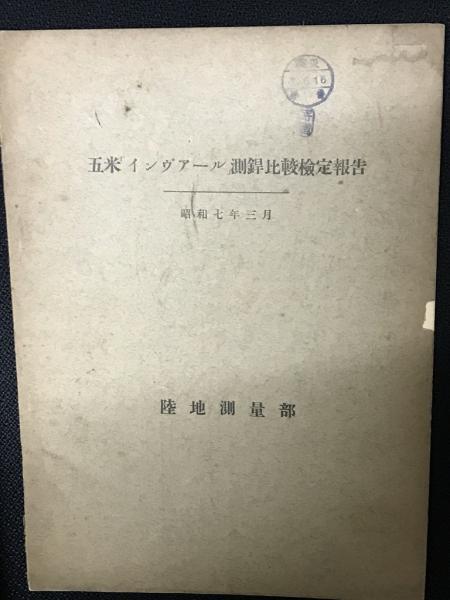 五米「インヴアール」測銲比較檢定報告
昭和七年三月
陸地測量部